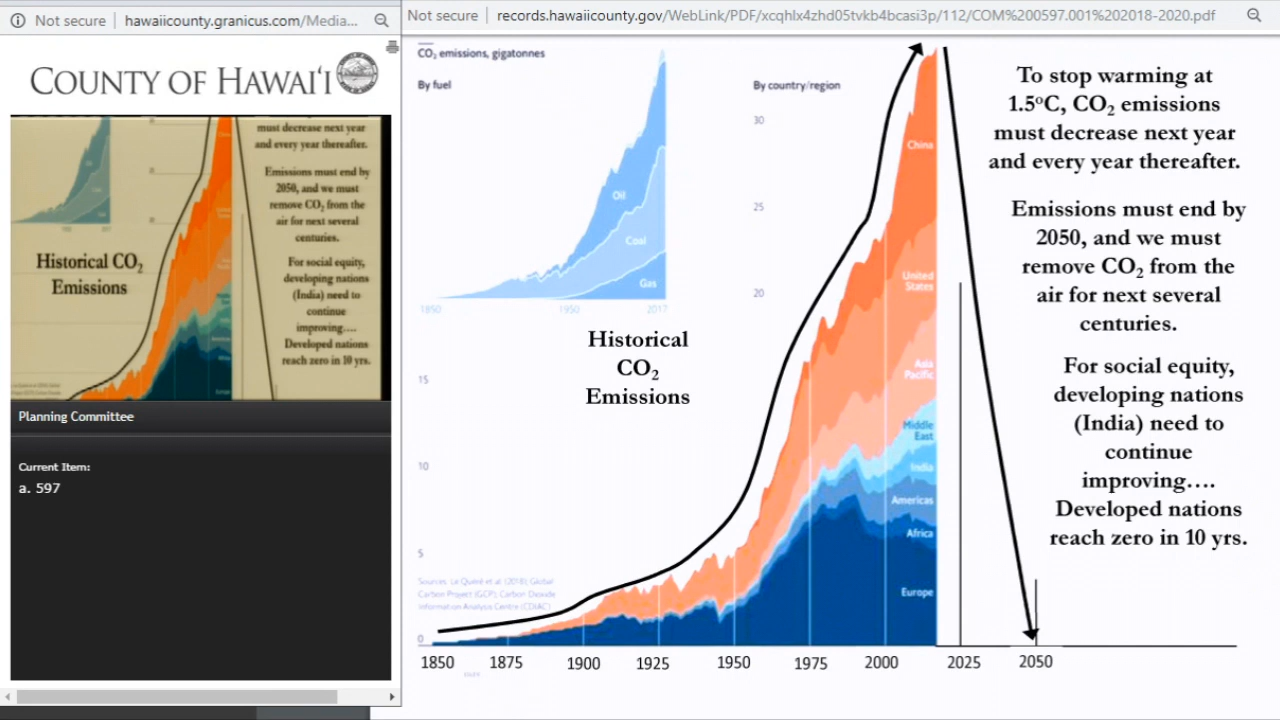 Not secure
hawaiicounty.granicus.com/Media...
COUNTY OF HAWAI‘I
must decrease next year
and every year thereafter.
Emissions must end by
2050, and we must
remove CO2 from the
air for next several
centuries.
For social equity,
developing nations
(India) need to
continue
improving....
Developed nations
reach zero in 10 yrs.
Historical CO2
Emissions
Planning Committee
Current Item:
a. 597
Not secure
records.hawaiicounty.gov/WebLink/PDF/xcqhlx4zhd05tvkb4bcasi3p/112/COM%200597.001%202018-2020.pdf
CO2 emissions, gigatonnes
By fuel
Oil
Coal
Gas
1850
1950
2017
Historical
CO2
Emissions
By country/region
30
25
20
15
10
5
0
China
United
States
Asia
Pacific
Middle
East
India
Americas
Africa
Europe
Sources: Le Quéré et al. (2018); Global
Carbon Project (GCP); Carbon Dioxide
Information Analysis Centre (CDIAC)
1850
1875
1900
1925
1950
1975
2000
2025
2050
To stop warming at
1.5ºC, CO2 emissions
must decrease next year
and every year thereafter.
Emissions must end by
2050, and we must
remove CO2 from the
air for next several
centuries.
For social equity,
developing nations
(India) need to
continue
improving....
Developed nations
reach zero in 10 yrs.